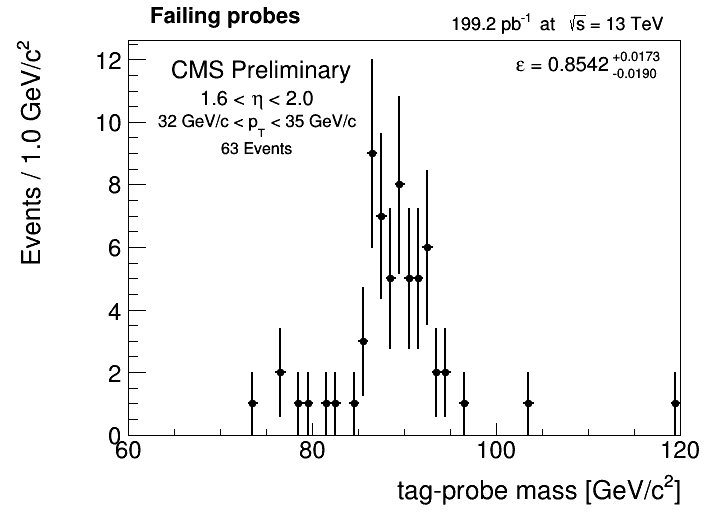 Failing probes
199.2 pb⁻¹ at √s = 13 TeV
CMS Preliminary
1.6 < η < 2.0
32 GeV/c < p_T < 35 GeV/c
63 Events
ε = 0.8542 +0.0173 -0.0190
Events / 1.0 GeV/c²
12
10
8
6
4
2
0
60 80 100 120
tag-probe mass [GeV/c²]